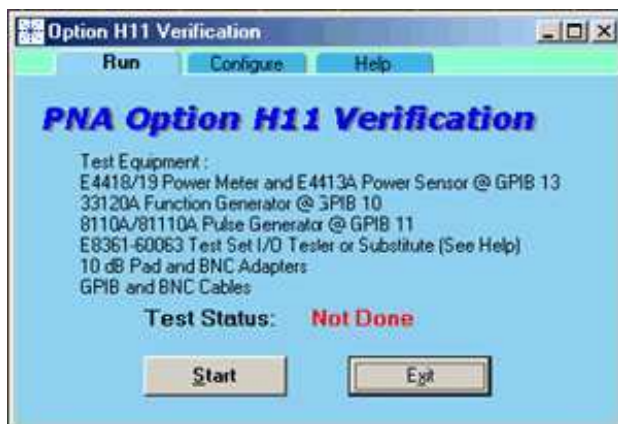 Option H11 Verification
Run Configure Help
PNA Option H11 Verification
Test Equipment :
E4418/19 Power Meter and E4413A Power Sensor @ GPIB 13
33120A Function Generator @ GPIB 10
8110A/81110A Pulse Generator @ GPIB 11
E8361-60063 Test Set I/O Tester or Substitute (See Help)
10 dB Pad and BNC Adapters
GPIB and BNC Cables
Test Status: Not Done
Start Exit